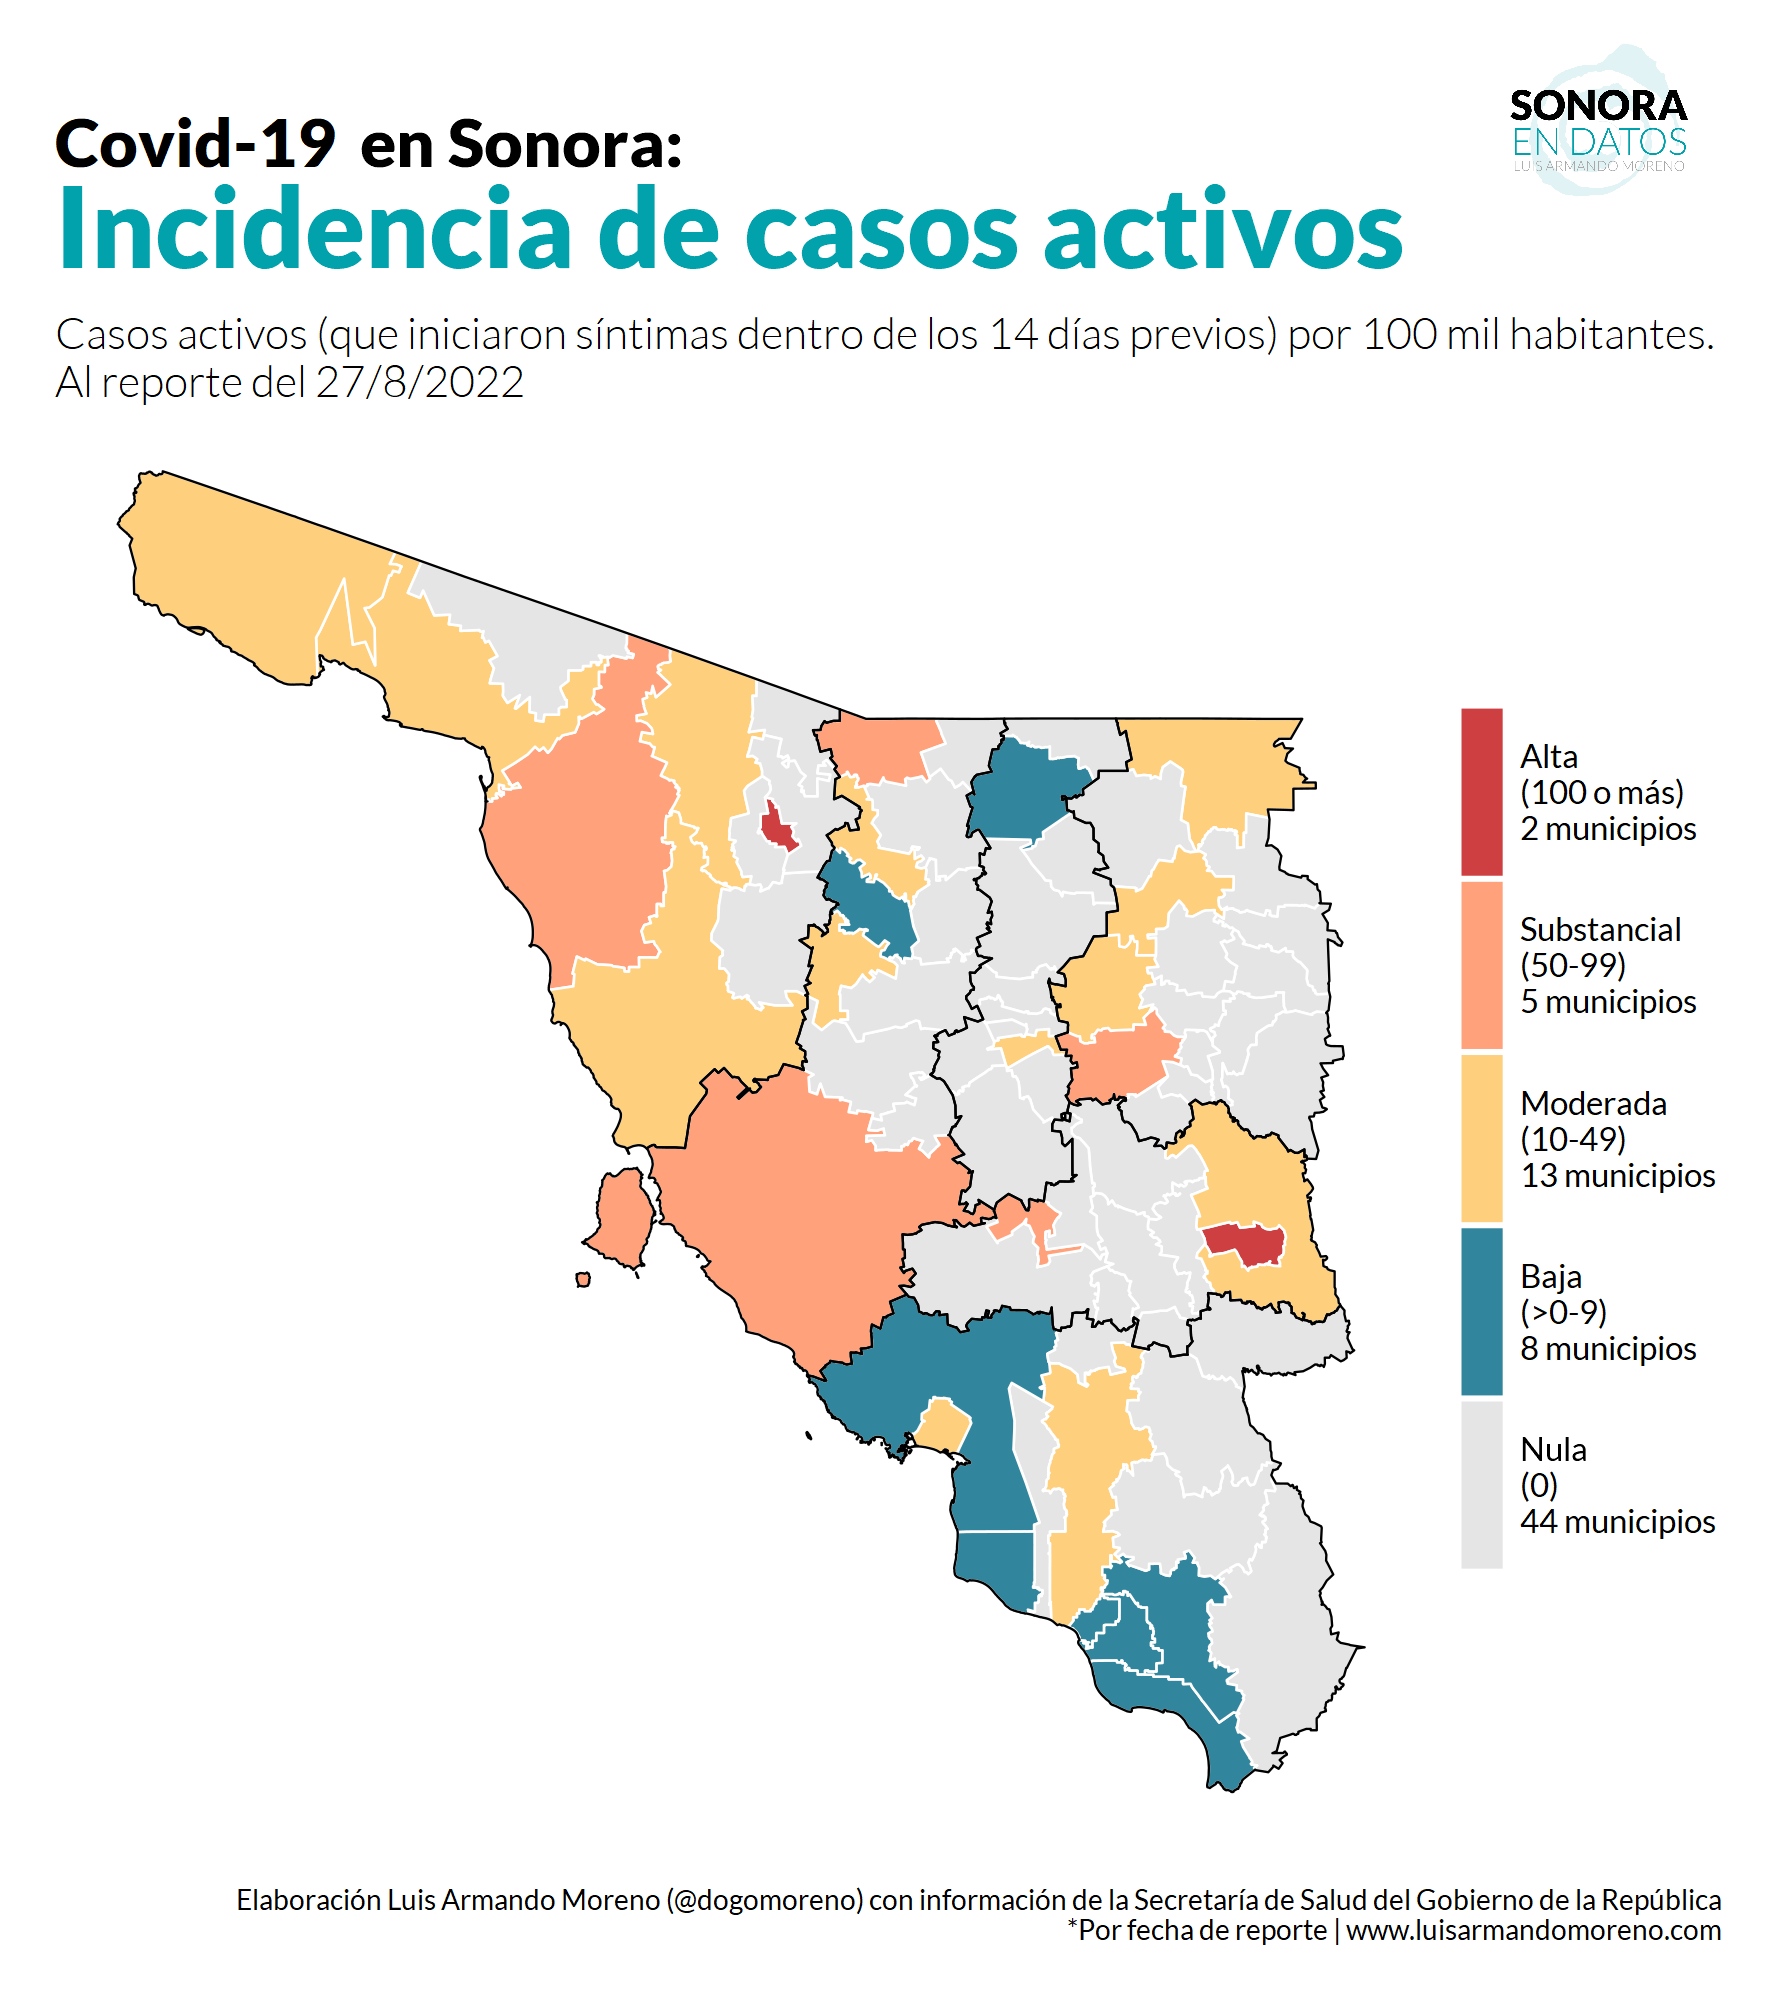 SONORA
EN DATOS
LUIS ARMANDO MORENO
Covid-19 en Sonora:
Incidencia de casos activos
Casos activos (que iniciaron síntimas dentro de los 14 días previos) por 100 mil habitantes.
Al reporte del 27/8/2022
Alta
(100 o más)
2 municipios
Substancial
(50-99)
5 municipios
Moderada
(10-49)
13 municipios
Baja
(>0-9)
8 municipios
Nula
(0)
44 municipios
Elaboración Luis Armando Moreno (@dogomoreno) con información de la Secretaría de Salud del Gobierno de la República
*Por fecha de reporte | www.luisarmandomoreno.com